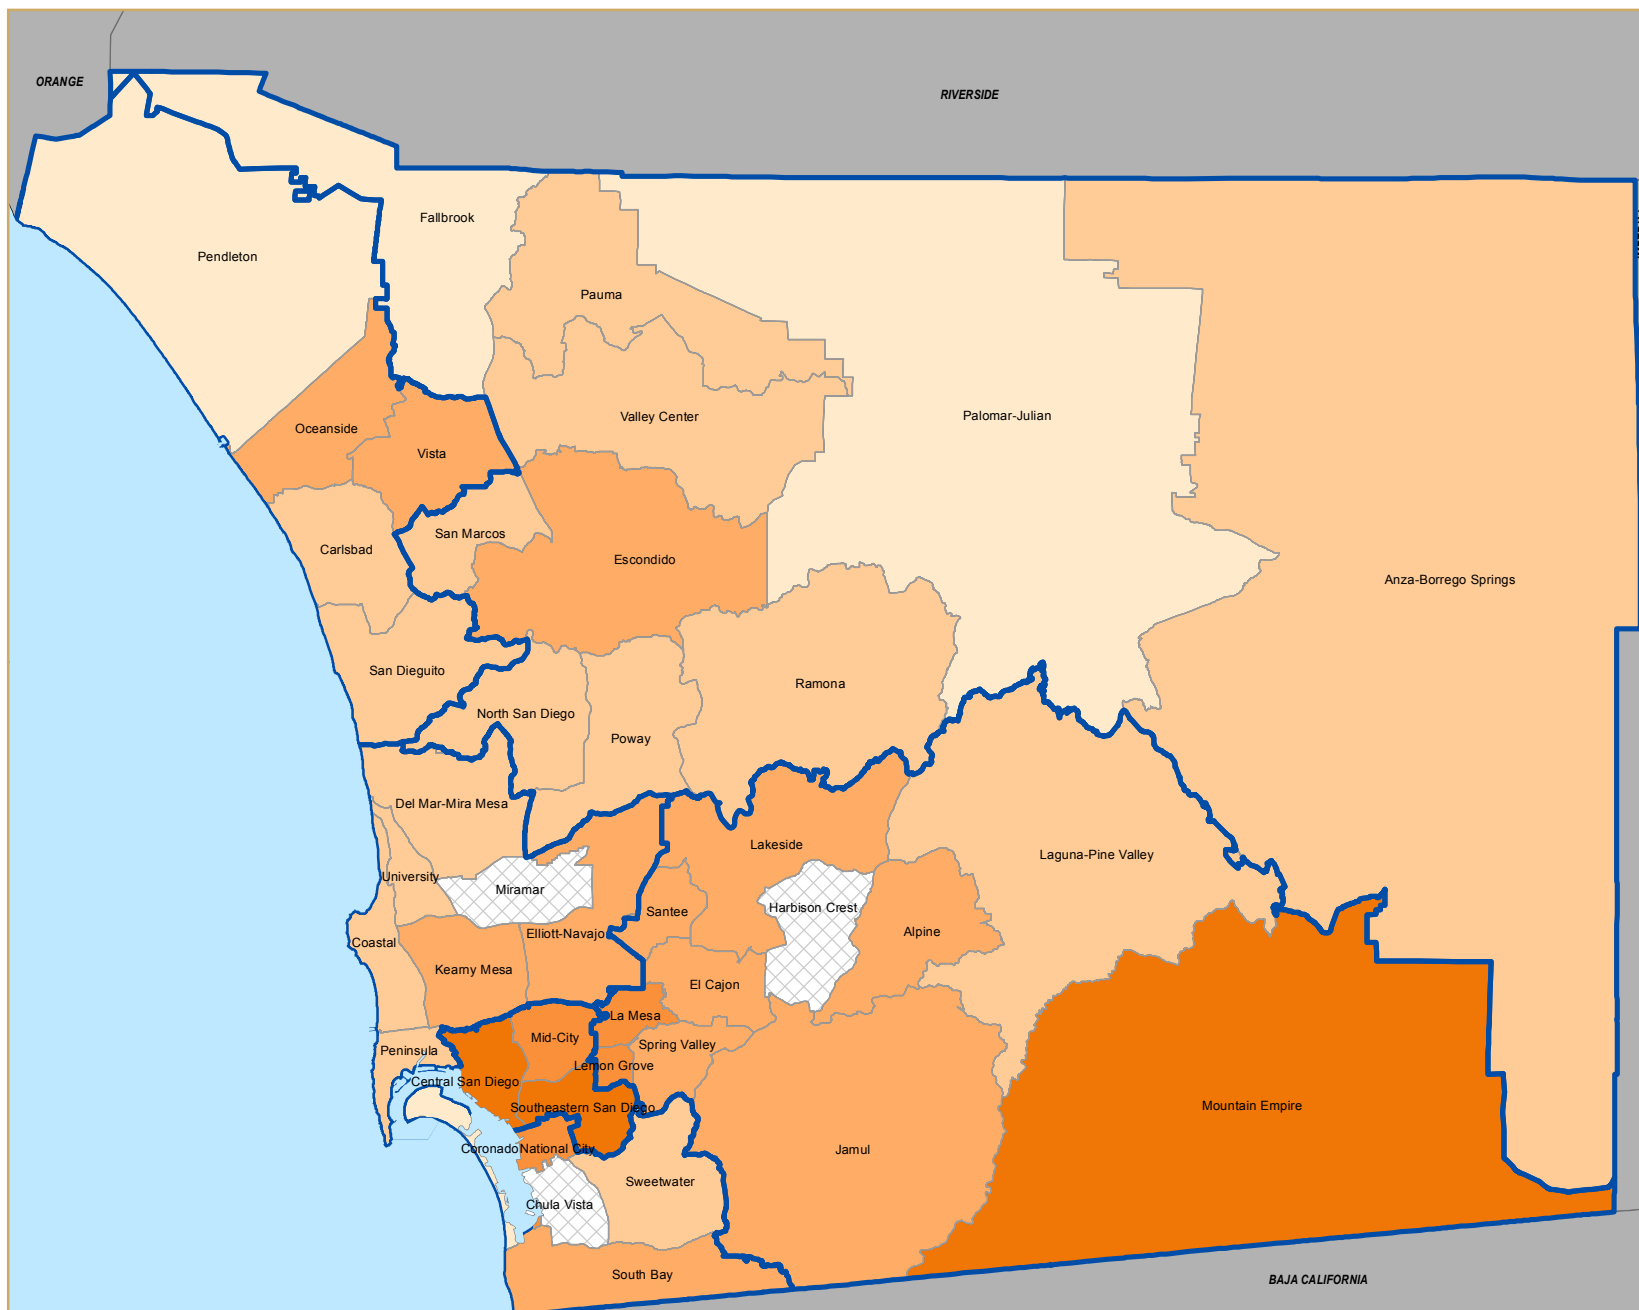 ORANGE
RIVERSIDE
Fallbrook
Pendleton
Pauma
Palomar-Julian
Valley Center
Oceanside
Vista
San Marcos
Carlsbad
Escondido
Anza-Borrego Springs
San Dieguito
Ramona
North San Diego
Poway
Del Mar-Mira Mesa
Lakeside
Laguna-Pine Valley
University
Miramar
Harbison Crest
Santee
Alpine
Elliott-Navajo
Coastal
Kearny Mesa
El Cajon
La Mesa
Mid-City
Spring Valley
Peninsula
Lemon Grove
Central San Diego
Southeastern San Diego
Mountain Empire
Coronado
National City
Jamul
Sweetwater
Chula Vista
South Bay
BAJA CALIFORNIA